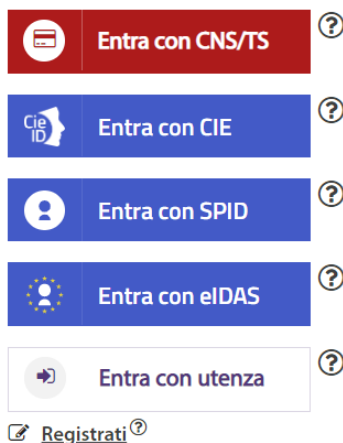 Entra con CNS/TS
?
Cie
ID
Entra con CIE
?
Entra con SPID
?
Entra con eIDAS
?
Entra con utenza
?
Registrati ?